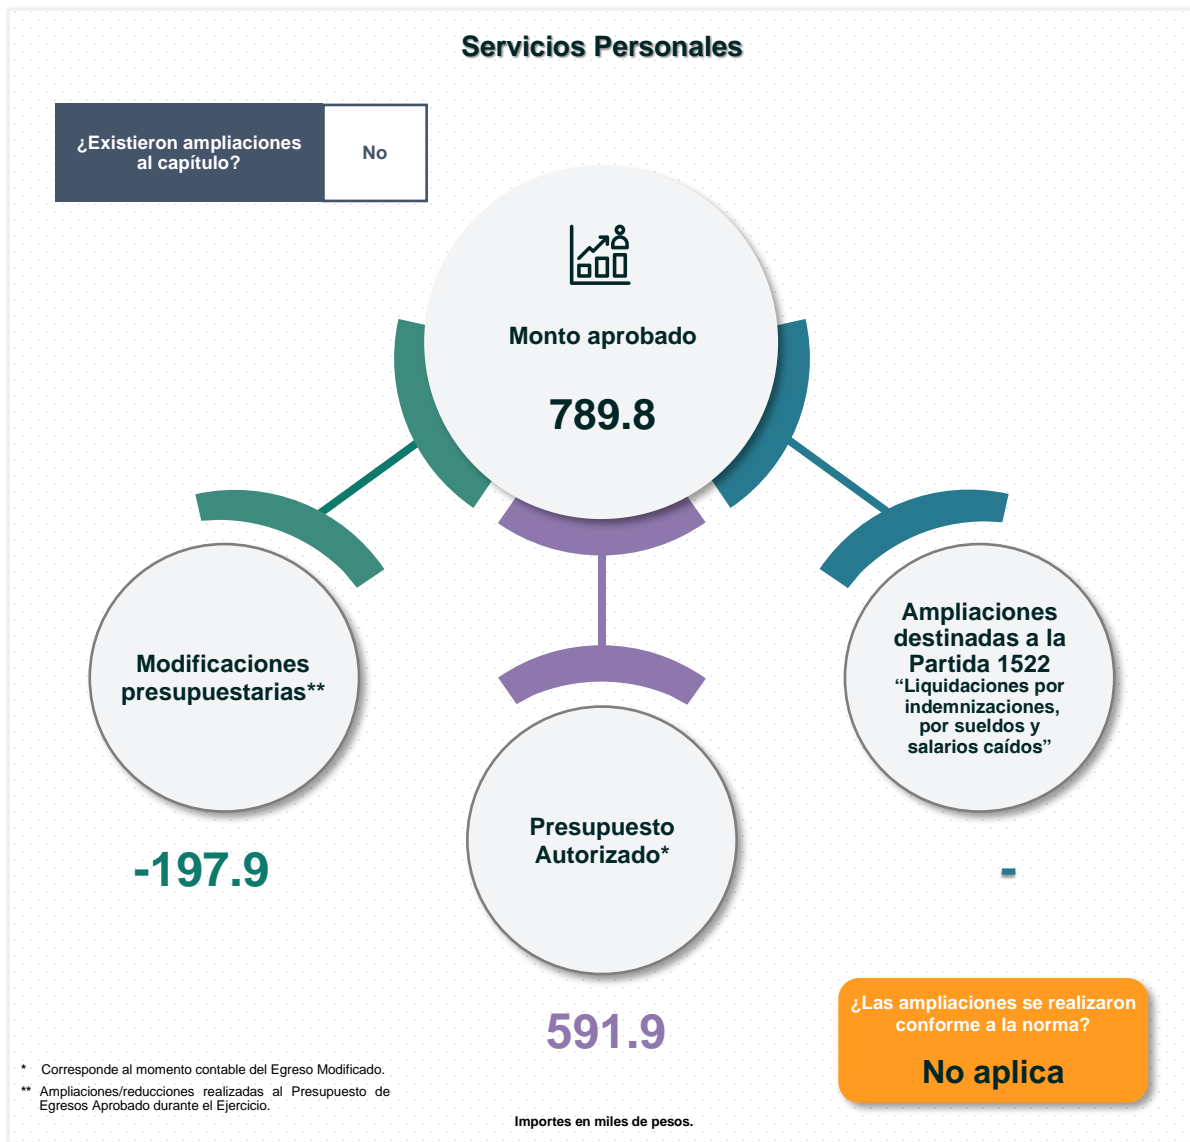 Servicios Personales
¿Existieron ampliaciones
al capítulo?
No
Monto aprobado
789.8
Modificaciones
presupuestarias**
-197.9
Presupuesto
Autorizado*
591.9
Ampliaciones
destinadas a la
Partida 1522
“Liquidaciones por
indemnizaciones,
por sueldos y
salarios caídos”
-
¿Las ampliaciones se realizaron
conforme a la norma?
No aplica
* Corresponde al momento contable del Egreso Modificado.
** Ampliaciones/reducciones realizadas al Presupuesto de
Egresos Aprobado durante el Ejercicio.
Importes en miles de pesos.